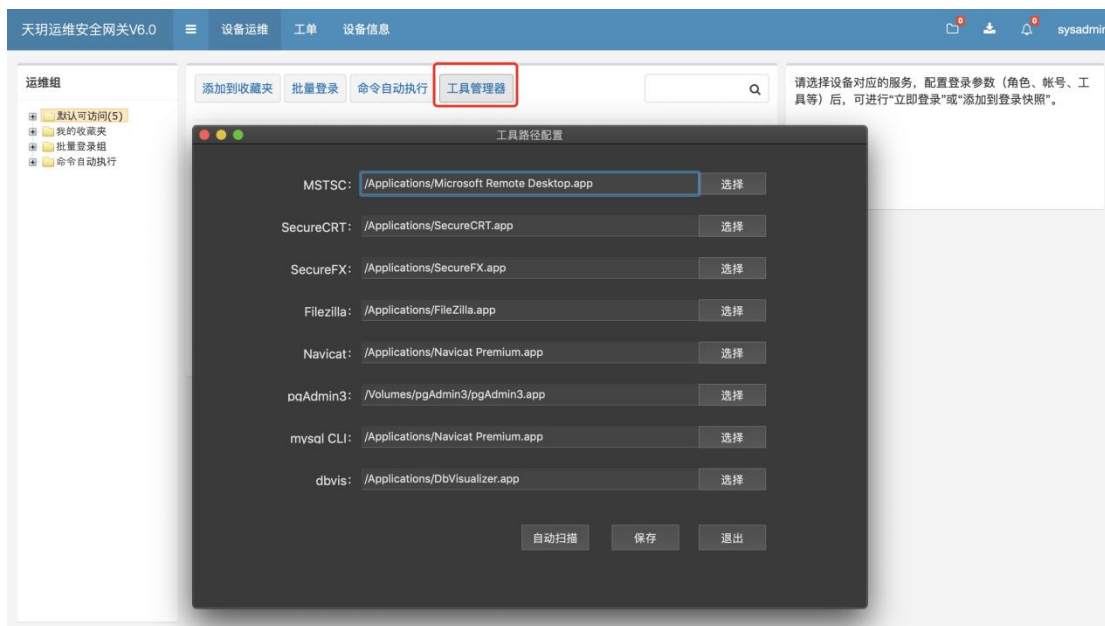 天玥运维安全网关V6.0 设备运维 工单 设备信息 0 0 sysadmin
运维组
默认可访问(5)
我的收藏夹
批量登录组
命令自动执行
添加到收藏夹 批量登录 命令自动执行 工具管理器
请选择设备对应的服务，配置登录参数（角色、帐号、工
具等）后，可进行“立即登录”或“添加到登录快照”。
工具路径配置
MSTSC: /Applications/Microsoft Remote Desktop.app 选择
SecureCRT: /Applications/SecureCRT.app 选择
SecureFX: /Applications/SecureFX.app 选择
Filezilla: /Applications/FileZilla.app 选择
Navicat: /Applications/Navicat Premium.app 选择
pgAdmin3: /Volumes/pgAdmin3/pgAdmin3.app 选择
mysql CLI: /Applications/Navicat Premium.app 选择
dbvis: /Applications/DbVisualizer.app 选择
自动扫描 保存 退出